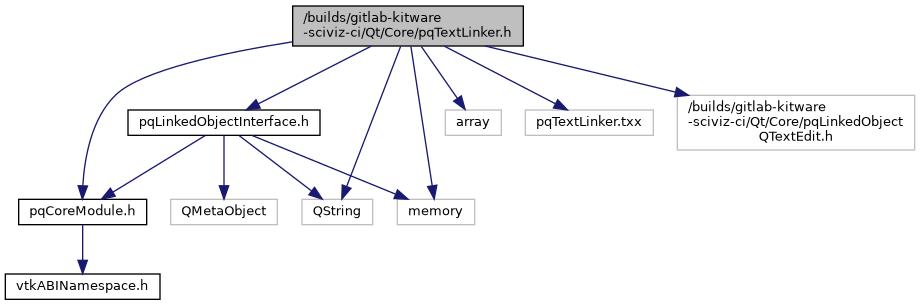 /builds/gitlab-kitware
-sciviz-ci/Qt/Core/pqTextLinker.h
pqLinkedObjectInterface.h
array
pqTextLinker.txx
/builds/gitlab-kitware
-sciviz-ci/Qt/Core/pqLinkedObject
QTextEdit.h
pqCoreModule.h
QMetaObject
QString
memory
vtkABINamespace.h